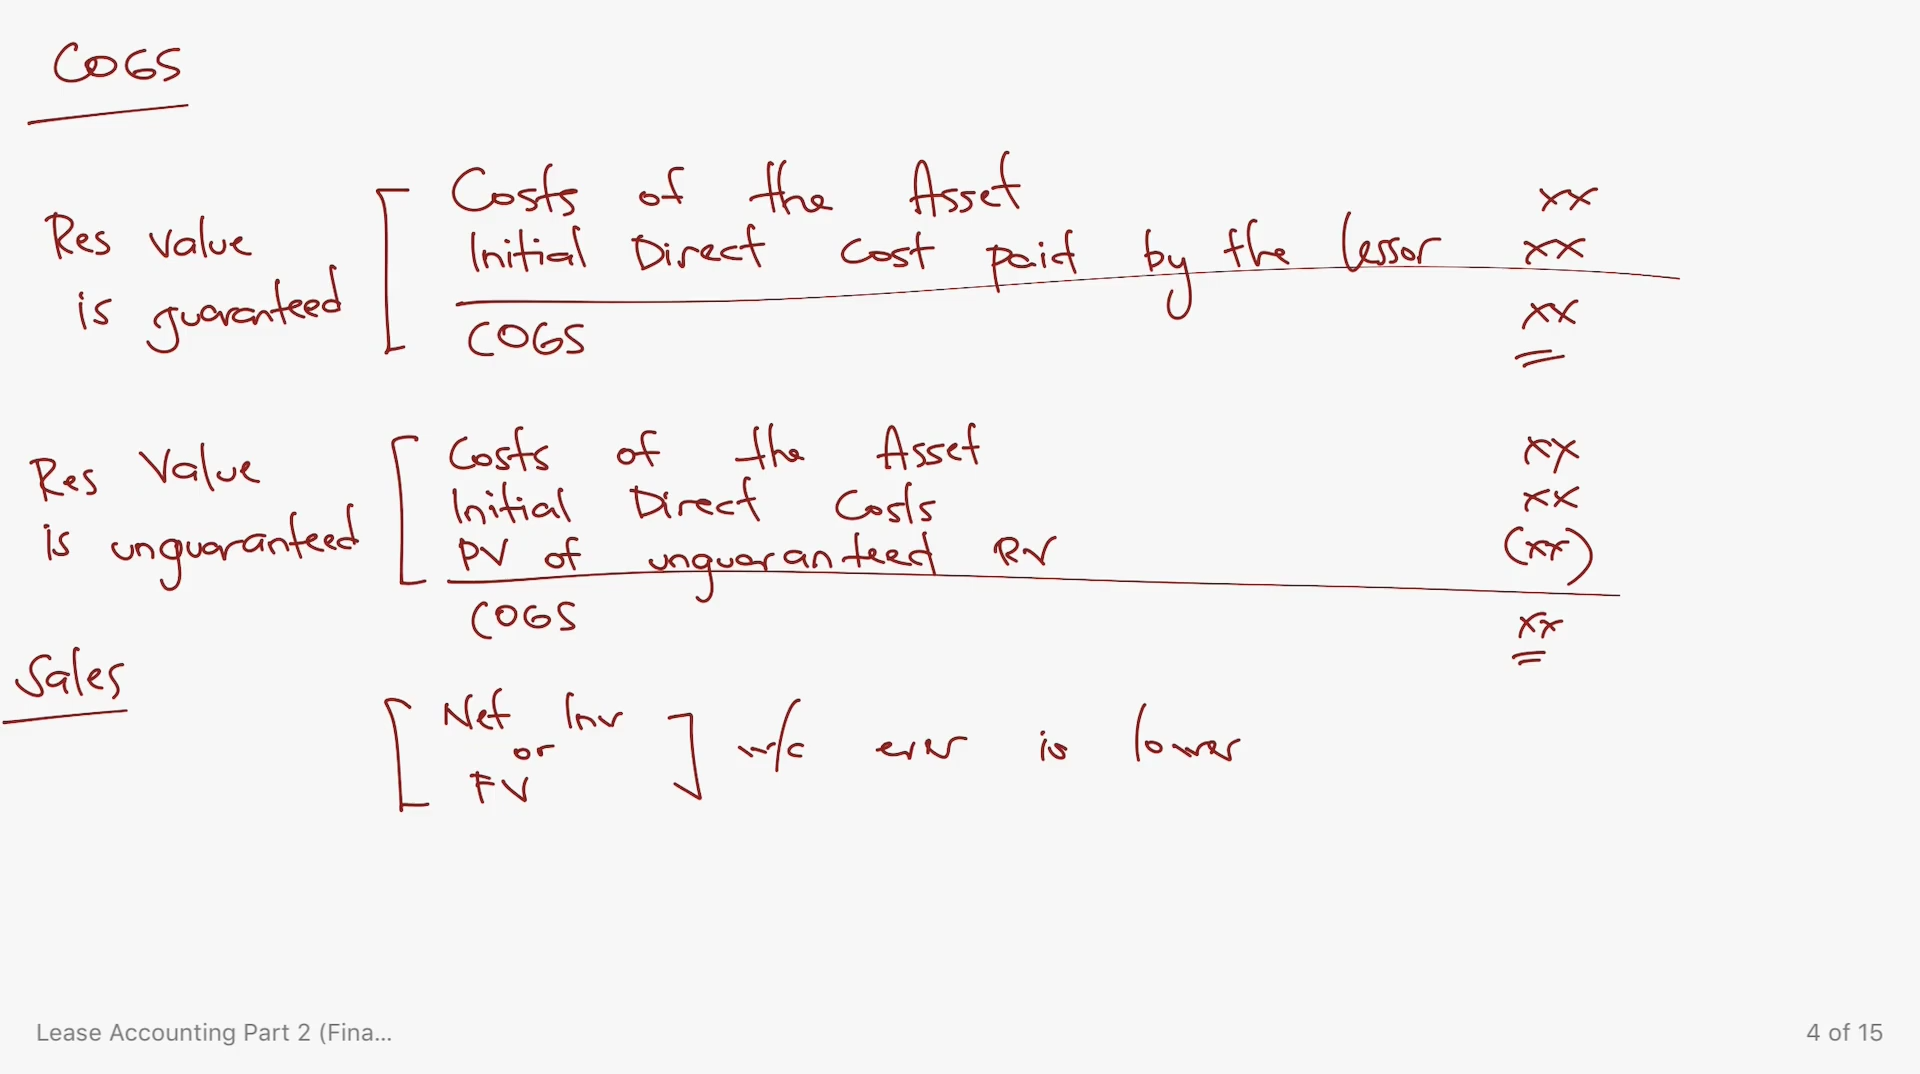 COGS
Res value is guaranteed
Costs of the Asset xx
Initial Direct Cost paid by the lessor xx
COGS xx
Res Value is unguaranteed
Costs of the Asset xx
Initial Direct Costs xx
PV of unguaranteed RV (xx)
COGS xx
Sales
Net Inv
or
FV
w/c ever is lower
Lease Accounting Part 2 (Fina...
4 of 15